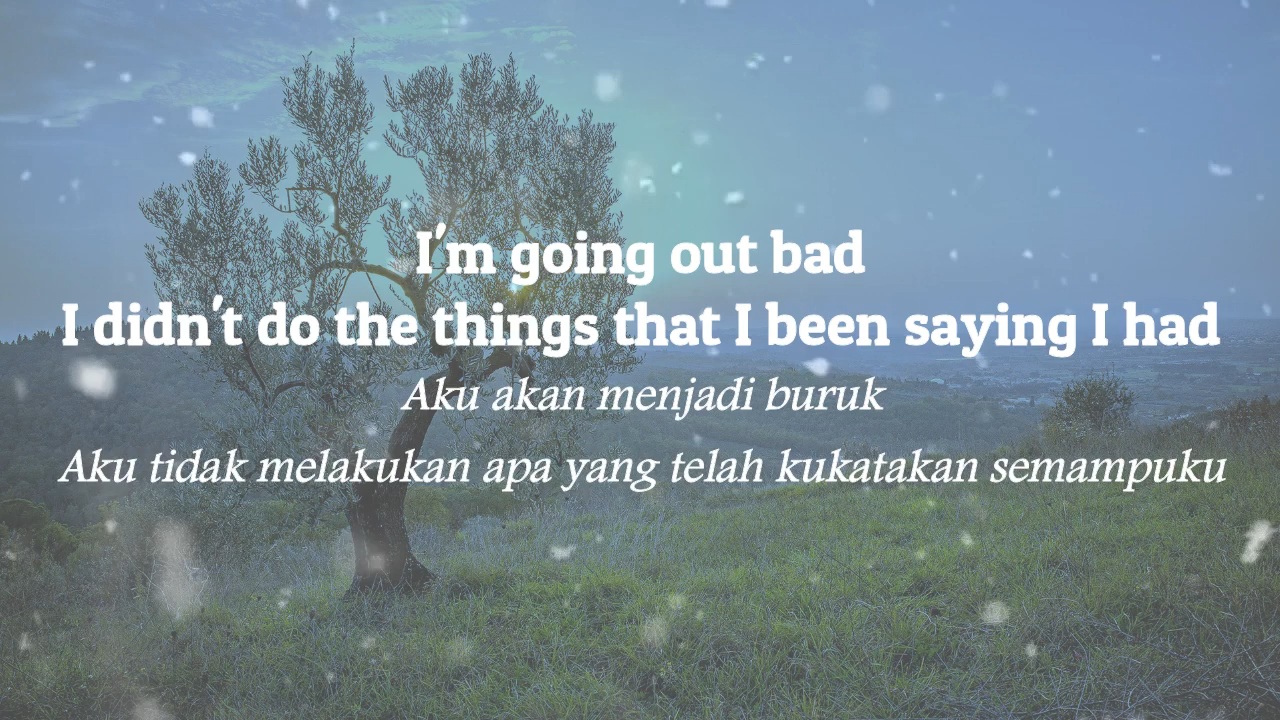 I'm going out bad
I didn't do the things that I been saying I had
Aku akan menjadi buruk
Aku tidak melakukan apa yang telah kukatakan semampuku